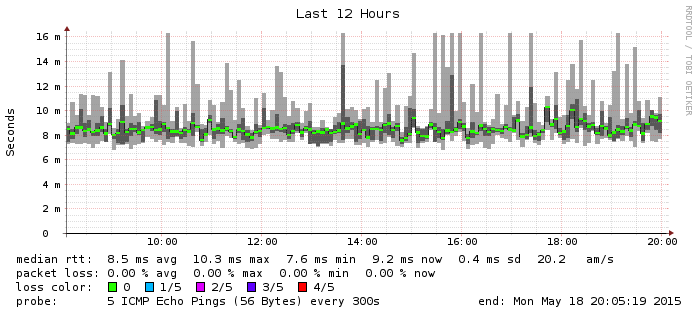 Last 12 Hours
RRDTOOL / TOBI OETIKER
Seconds
16 m
14 m
12 m
10 m
8 m
6 m
4 m
2 m
0
10:00 12:00 14:00 16:00 18:00 20:00
median rtt: 8.5 ms avg 10.3 ms max 7.6 ms min 9.2 ms now 0.4 ms sd 20.2 am/s
packet loss: 0.00 % avg 0.00 % max 0.00 % min 0.00 % now
loss color: 0 1/5 2/5 3/5 4/5
probe: 5 ICMP Echo Pings (56 Bytes) every 300s end: Mon May 18 20:05:19 2015